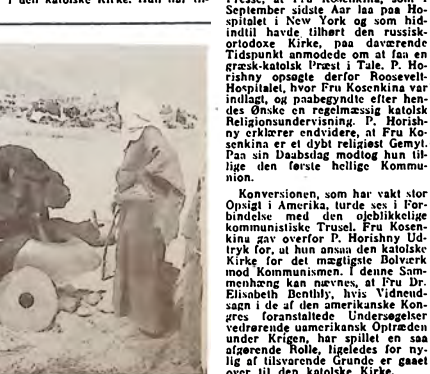 i den katolske Kirke. Hun har til-
Presse, at Fru Kosenkina, som i
September sidste Aar laa paa Ho-
spitalet i New York og som hid-
indtil havde tilhørt den russisk-
ortodoxe Kirke, paa daværende
Tidspunkt anmodede om at faa en
græsk-katolsk Præst i Tale. P. Ho-
rishny opsøgte derfor Roosevelt-
Hospitalet, hvor Fru Kosenkina var
indlagt, og paabegyndte efter hen-
des Ønske en regelmæssig katolsk
Religionsundervisning. P. Horish-
ny erklærer endvidere, at Fru Ko-
senkina er et dybt religiøst Gemyt.
Paa sin Daabsdag modtog hun til-
lige den første hellige Kommu-
nion.
Konversionen, som har vakt stor
Opsigt i Amerika, turde ses i For-
bindelse med den øjeblikkelige
kommunistiske Trusel. Fru Kosen-
kina gav overfor P. Horishny Ud-
tryk for, at hun ansaa den katolske
Kirke for det mægtigste Bolværk
mod Kommunismen. I denne Sam-
menhæng kan nævnes, at Fru Dr.
Elisabeth Benthly, hvis Vidneud-
sagn i de af den amerikanske Kon-
gres foranstaltede Undersøgelser
vedrørende uamerikansk Optræden
under Krigen, har spillet en saa
afgørende Rolle, ligeledes for ny-
lig af tilsvarende Grunde er gaaet
over til den katolske Kirke.